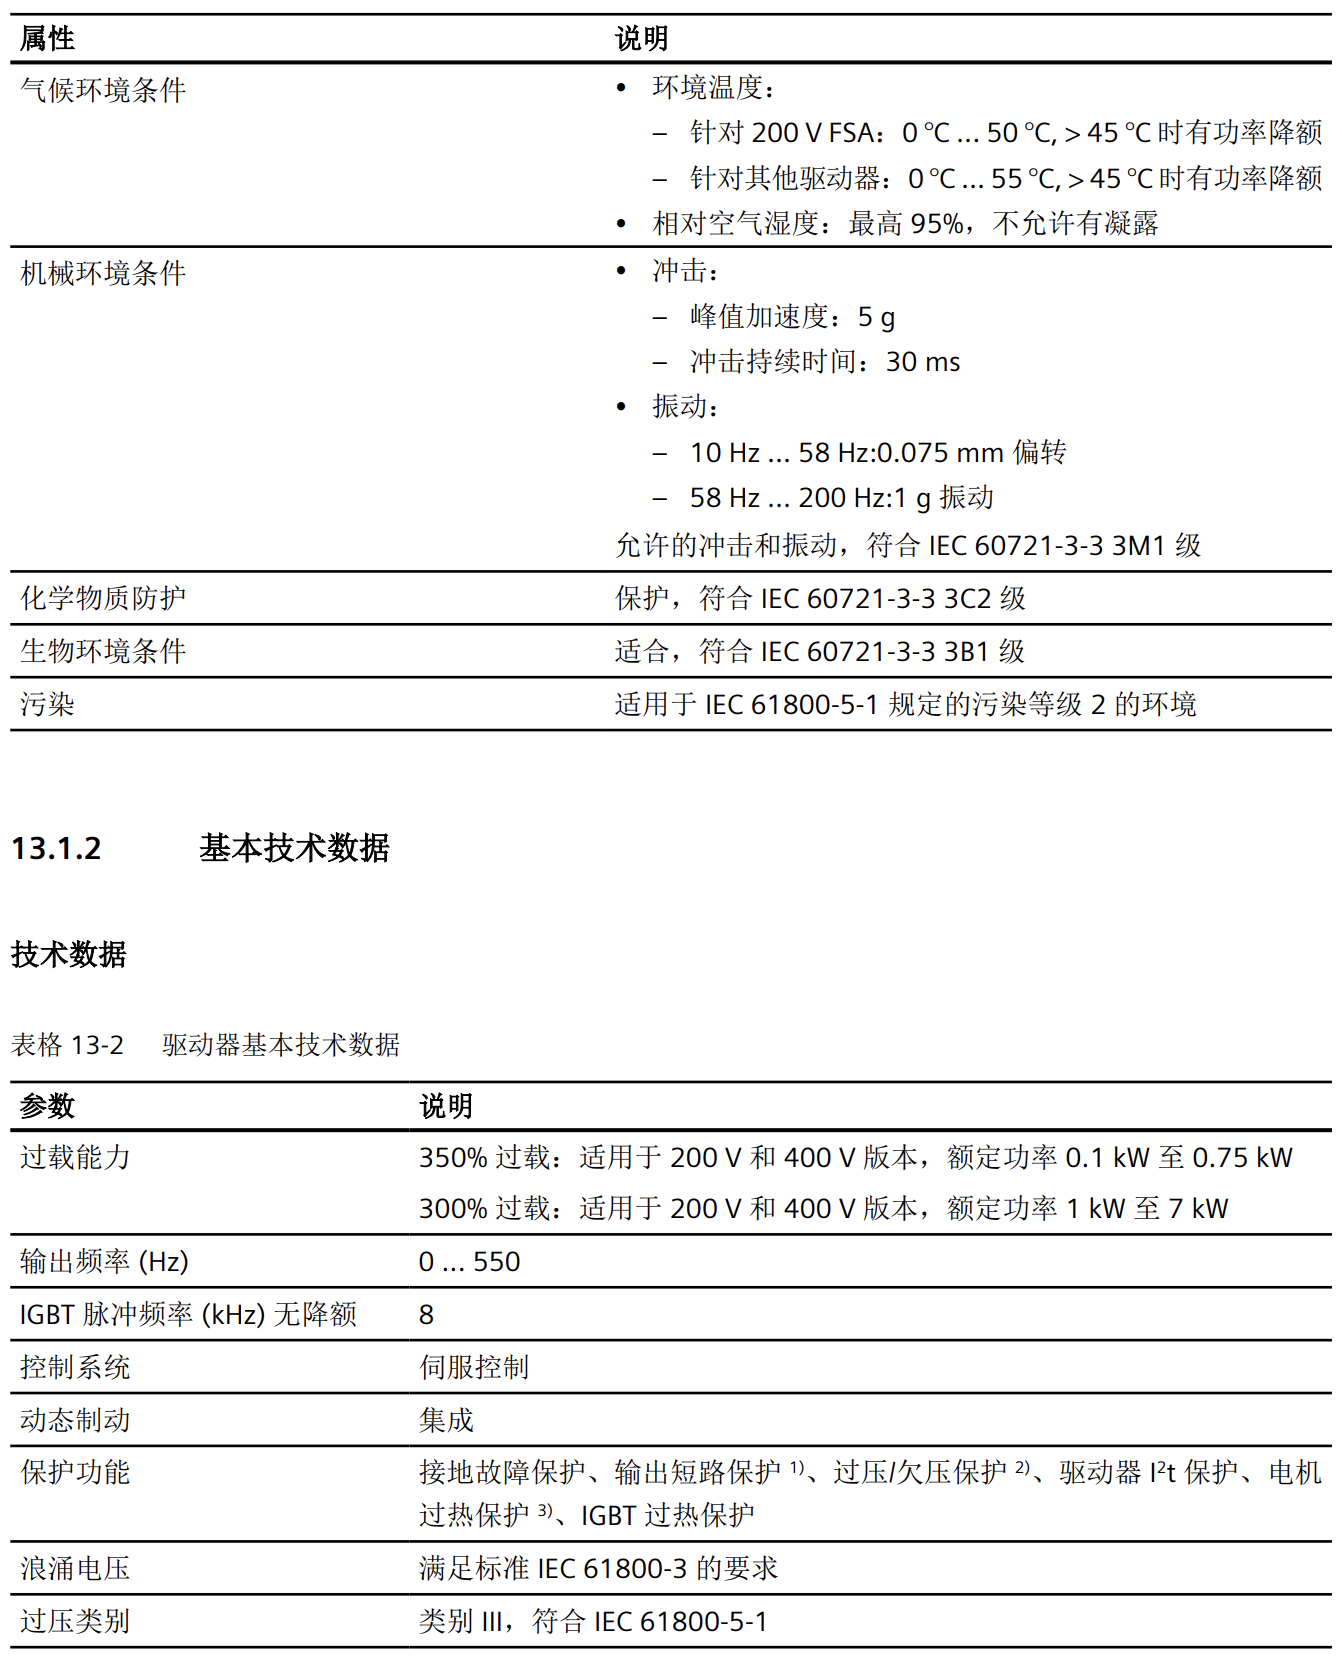 属性 说明
气候环境条件 • 环境温度：
– 针对 200 V FSA：0 °C ... 50 °C, > 45 °C 时有功率降额
– 针对其他驱动器：0 °C ... 55 °C, > 45 °C 时有功率降额
• 相对空气湿度：最高 95%，不允许有凝露
机械环境条件 • 冲击：
– 峰值加速度：5 g
– 冲击持续时间：30 ms
• 振动：
– 10 Hz ... 58 Hz:0.075 mm 偏转
– 58 Hz ... 200 Hz:1 g 振动
允许的冲击和振动，符合 IEC 60721-3-3 3M1 级
化学物质防护 保护，符合 IEC 60721-3-3 3C2 级
生物环境条件 适合，符合 IEC 60721-3-3 3B1 级
污染 适用于 IEC 61800-5-1 规定的污染等级 2 的环境
13.1.2 基本技术数据
技术数据
表格 13-2 驱动器基本技术数据
参数 说明
过载能力 350% 过载：适用于 200 V 和 400 V 版本，额定功率 0.1 kW 至 0.75 kW
300% 过载：适用于 200 V 和 400 V 版本，额定功率 1 kW 至 7 kW
输出频率 (Hz) 0 ... 550
IGBT 脉冲频率 (kHz) 无降额 8
控制系统 伺服控制
动态制动 集成
保护功能 接地故障保护、输出短路保护 ¹⁾、过压/欠压保护 ²⁾、驱动器 I²t 保护、电机
过热保护 ³⁾、IGBT 过热保护
浪涌电压 满足标准 IEC 61800-3 的要求
过压类别 类别 III，符合 IEC 61800-5-1